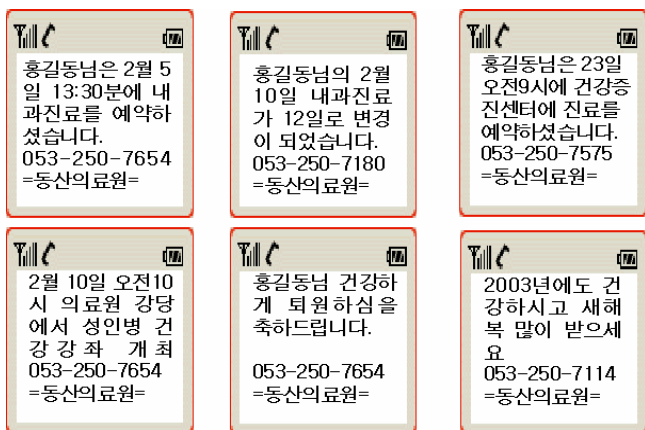 홍길동님은 2월 5
일 13:30분에 내
과진료를 예약하
셨습니다.
053-250-7654
=동산의료원=
홍길동님의 2월
10일 내과진료
가 12일로 변경
이 되었습니다.
053-250-7180
=동산의료원=
홍길동님은 23일
오전9시에 건강증
진센터에 진료를
예약하셨습니다.
053-250-7575
=동산의료원=
2월 10일 오전10
시 의료원 강당
에서 성인병 건
강강좌 개최
053-250-7654
=동산의료원=
홍길동님 건강하
게 퇴원하심을
축하드립니다.
053-250-7654
=동산의료원=
2003년에도 건
강하시고 새해
복 많이 받으세
요
053-250-7114
=동산의료원=